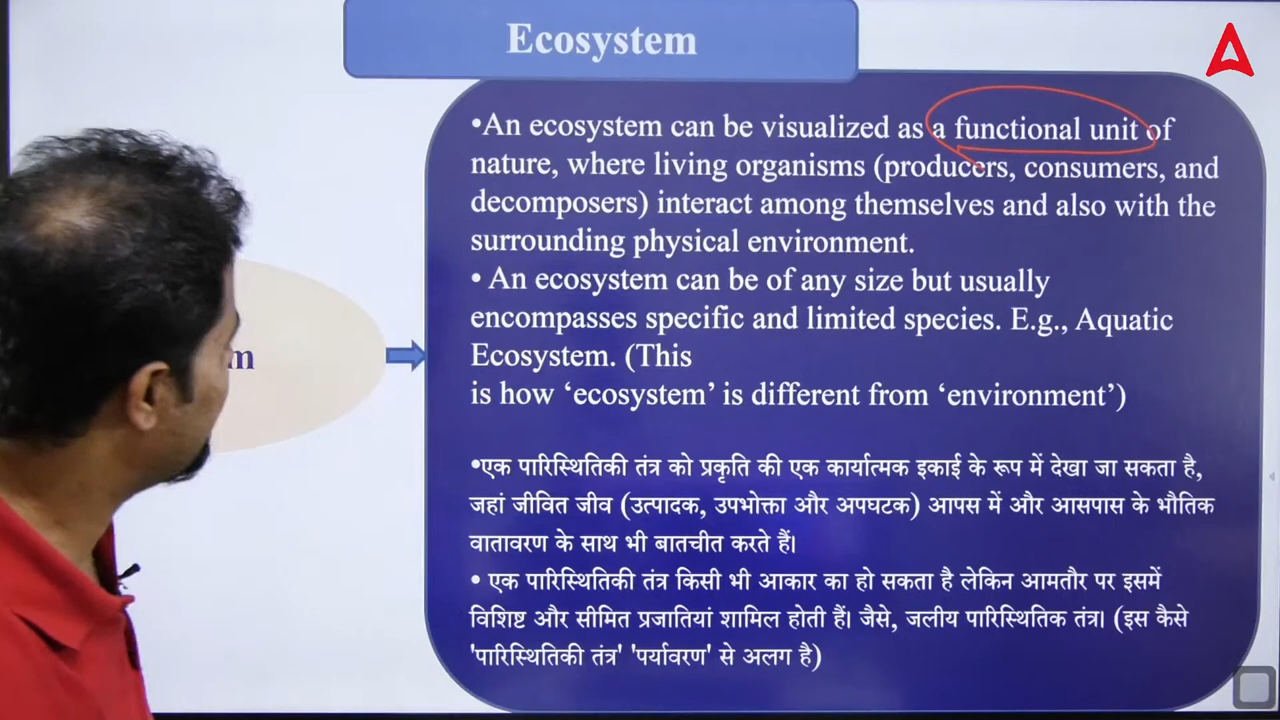 Ecosystem
•An ecosystem can be visualized as a functional unit of
nature, where living organisms (producers, consumers, and
decomposers) interact among themselves and also with the
surrounding physical environment.
• An ecosystem can be of any size but usually
encompasses specific and limited species. E.g., Aquatic
Ecosystem. (This
is how ‘ecosystem’ is different from ‘environment’)
•एक पारिस्थितिकी तंत्र को प्रकृति की एक कार्यात्मक इकाई के रूप में देखा जा सकता है,
जहां जीवित जीव (उत्पादक, उपभोक्ता और अपघटक) आपस में और आसपास के भौतिक
वातावरण के साथ भी बातचीत करते हैं।
• एक पारिस्थितिकी तंत्र किसी भी आकार का हो सकता है लेकिन आमतौर पर इसमें
विशिष्ट और सीमित प्रजातियां शामिल होती हैं। जैसे, जलीय पारिस्थितिक तंत्र। (इस कैसे
'पारिस्थितिकी तंत्र' 'पर्यावरण' से अलग है)